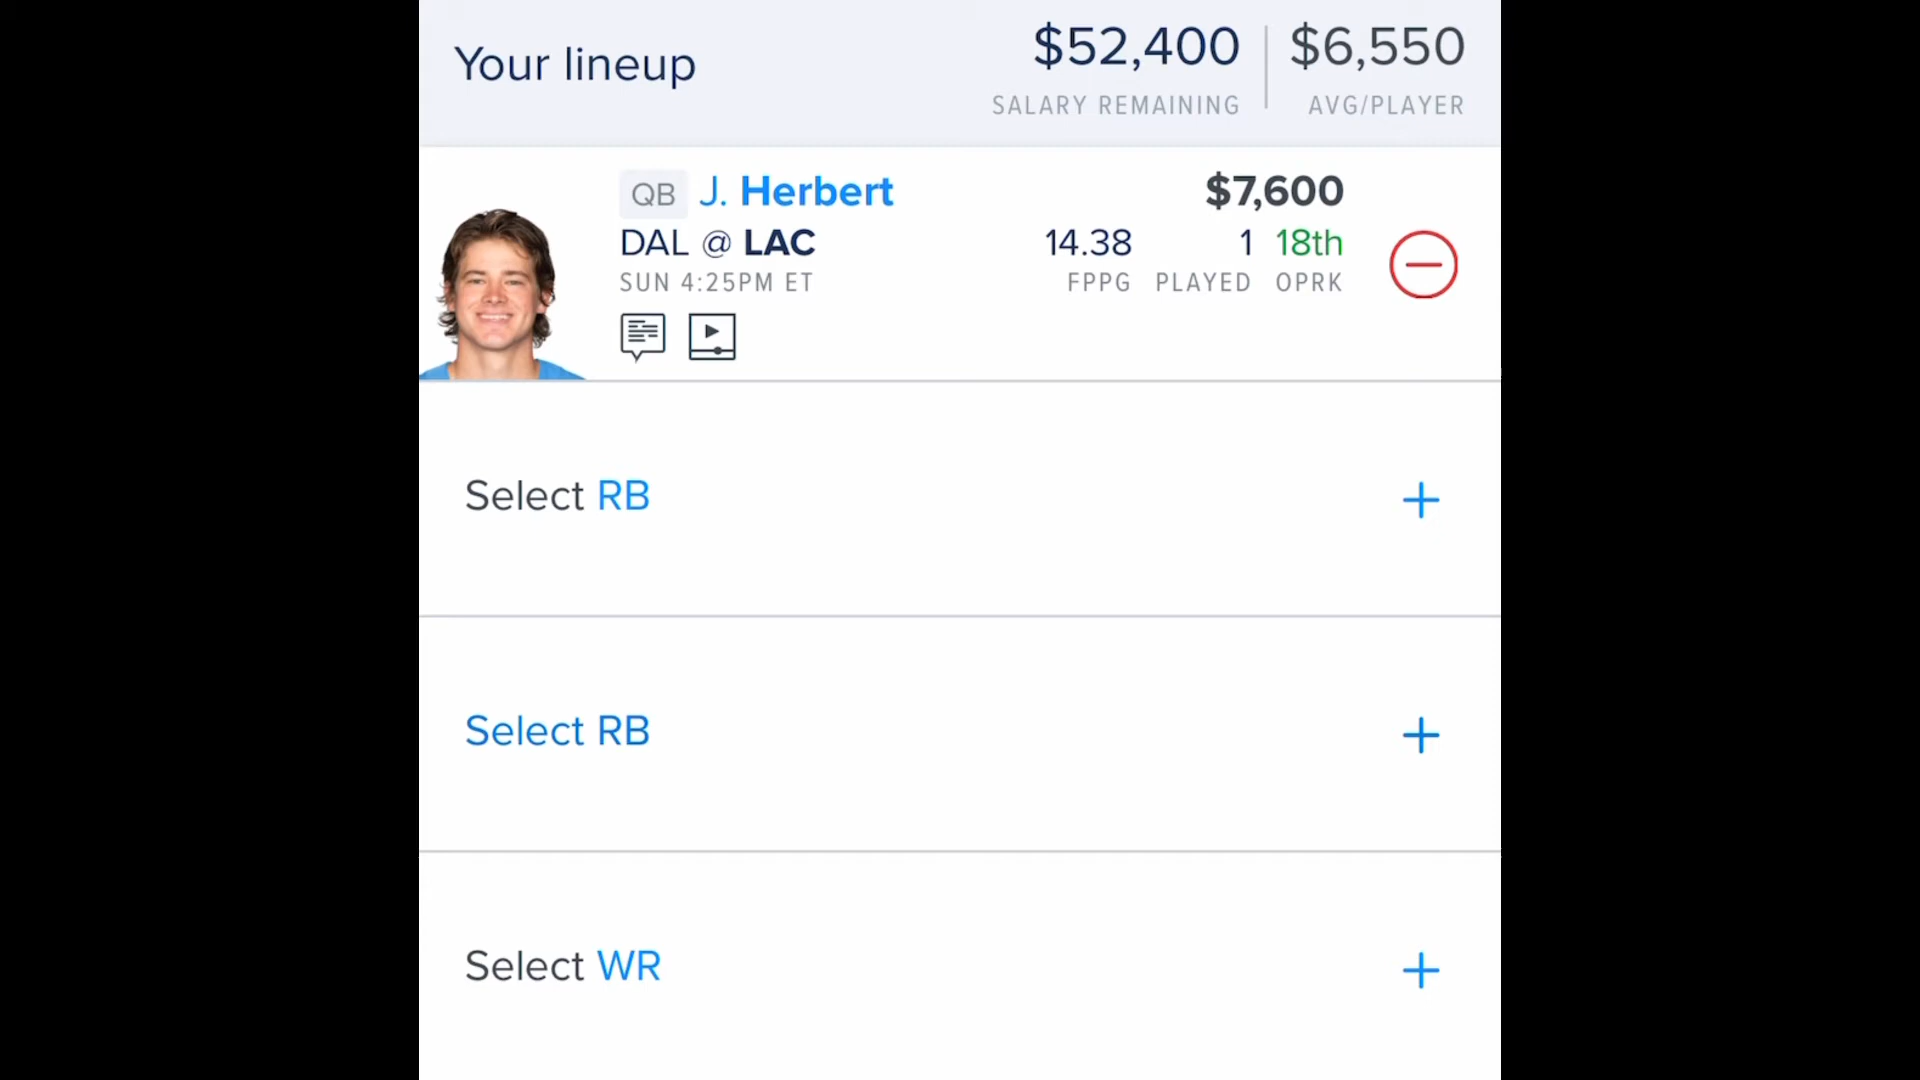 Your lineup
$52,400
SALARY REMAINING
$6,550
AVG/PLAYER
QB J. Herbert
$7,600
DAL @ LAC
14.38 1 18th
SUN 4:25PM ET
FPPG PLAYED OPRK
Select RB
Select RB
Select WR